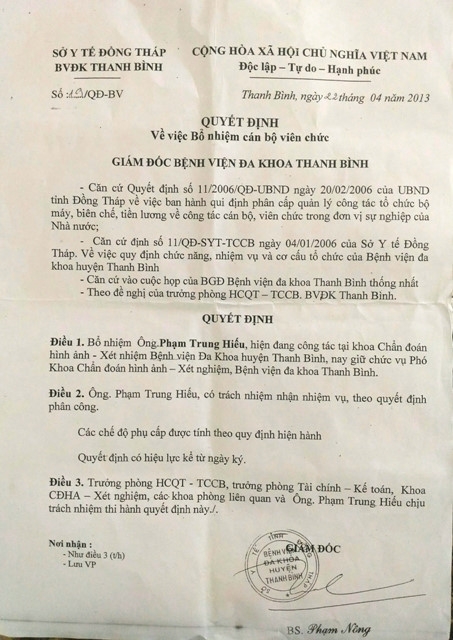 SỞ Y TẾ ĐỒNG THÁP
BVĐK THANH BÌNH
CỘNG HÒA XÃ HỘI CHỦ NGHĨA VIỆT NAM
Độc lập – Tự do – Hạnh phúc
Số :19/QĐ-BV
Thanh Bình, ngày 22 tháng 04 năm 2013
QUYẾT ĐỊNH
Về việc Bổ nhiệm cán bộ viên chức
GIÁM ĐỐC BỆNH VIỆN ĐA KHOA THANH BÌNH
- Căn cứ Quyết định số 11/2006/QĐ-UBND ngày 20/02/2006 của UBND
tỉnh Đồng Tháp về việc ban hành qui định phân cấp quản lý công tác tổ chức bộ
máy, biên chế, tiền lương về công tác cán bộ, viên chức trong đơn vị sự nghiệp của
Nhà nước;
- Căn cứ định số 11/QĐ-SYT-TCCB ngày 04/01/2006 của Sở Y tế Đồng
Tháp. Về việc quy định chức năng, nhiệm vụ và cơ cấu tổ chức của Bệnh viện đa
khoa huyện Thanh Bình
- Căn cứ vào cuộc họp của BGĐ Bệnh viện đa khoa Thanh Bình thống nhất
- Theo đề nghị của trưởng phòng HCQT – TCCB. BVĐK Thanh Bình.
QUYẾT ĐỊNH
Điều 1. Bổ nhiệm Ông.Phạm Trung Hiếu, hiện đang công tác tại khoa Chẩn đoán
hình ảnh - Xét nghiệm Bệnh viện Đa Khoa huyện Thanh Bình, nay giữ chức vụ Phó
Khoa Chẩn đoán hình ảnh – Xét nghiệm, Bệnh viện đa khoa Thanh Bình.
Điều 2. Ông. Phạm Trung Hiếu, có trách nhiệm nhận nhiệm vụ, theo quyết định
phân công.
Các chế độ phụ cấp được tính theo quy định hiện hành
Quyết định có hiệu lực kể từ ngày ký.
Điều 3. Trưởng phòng HCQT - TCCB, trưởng phòng Tài chính – Kế toán, Khoa
CĐHA – Xét nghiệm, các khoa phòng liên quan và Ông. Phạm Trung Hiếu chịu
trách nhiệm thi hành quyết định này./.
Nơi nhận :
- Như điều 3 (t/h)
- Lưu VP
GIÁM ĐỐC
SỞ Y TẾ TỈNH ĐỒNG THÁP
BỆNH VIỆN
ĐA KHOA
HUYỆN
THANH BÌNH
BS. Phạm Nông